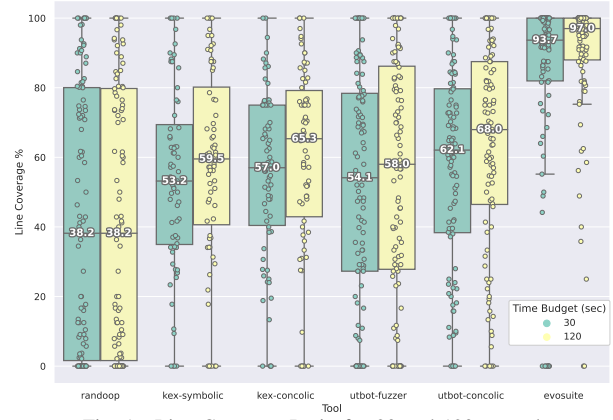 100
80
60
40
20
0
Line Coverage %
38.2
38.2
53.2
59.5
57.0
65.3
54.1
58.0
62.1
68.0
93.7
97.0
Time Budget (sec)
30
120
randoop
kex-symbolic
kex-concolic
utbot-fuzzer
utbot-concolic
evosuite
Tool